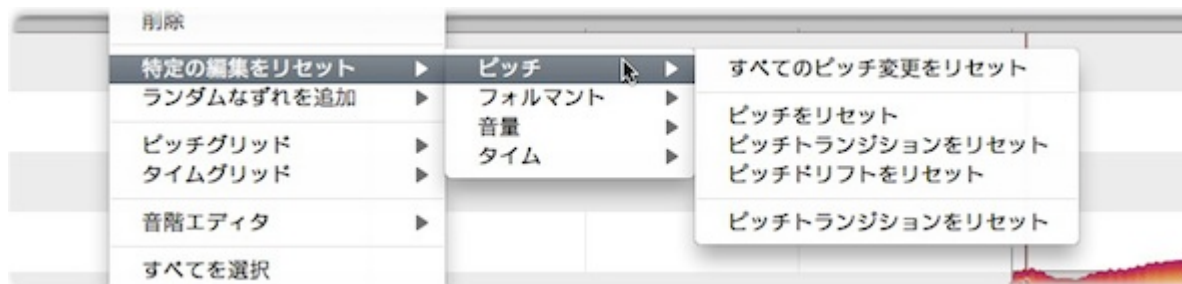 削除
特定の編集をリセット
ランダムなずれを追加
ピッチグリッド
タイムグリッド
音階エディタ
すべてを選択
ピッチ
フォルマント
音量
タイム
すべてのピッチ変更をリセット
ピッチをリセット
ピッチトランジションをリセット
ピッチドリフトをリセット
ピッチトランジションをリセット